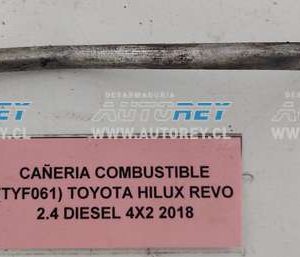 DESARMADURIA
AUTOREY
WWW.AUTOREY.CL
CAÑERIA COMBUSTIBLE
(TYF061) TOYOTA HILUX REVO
2.4 DIESEL 4X2 2018